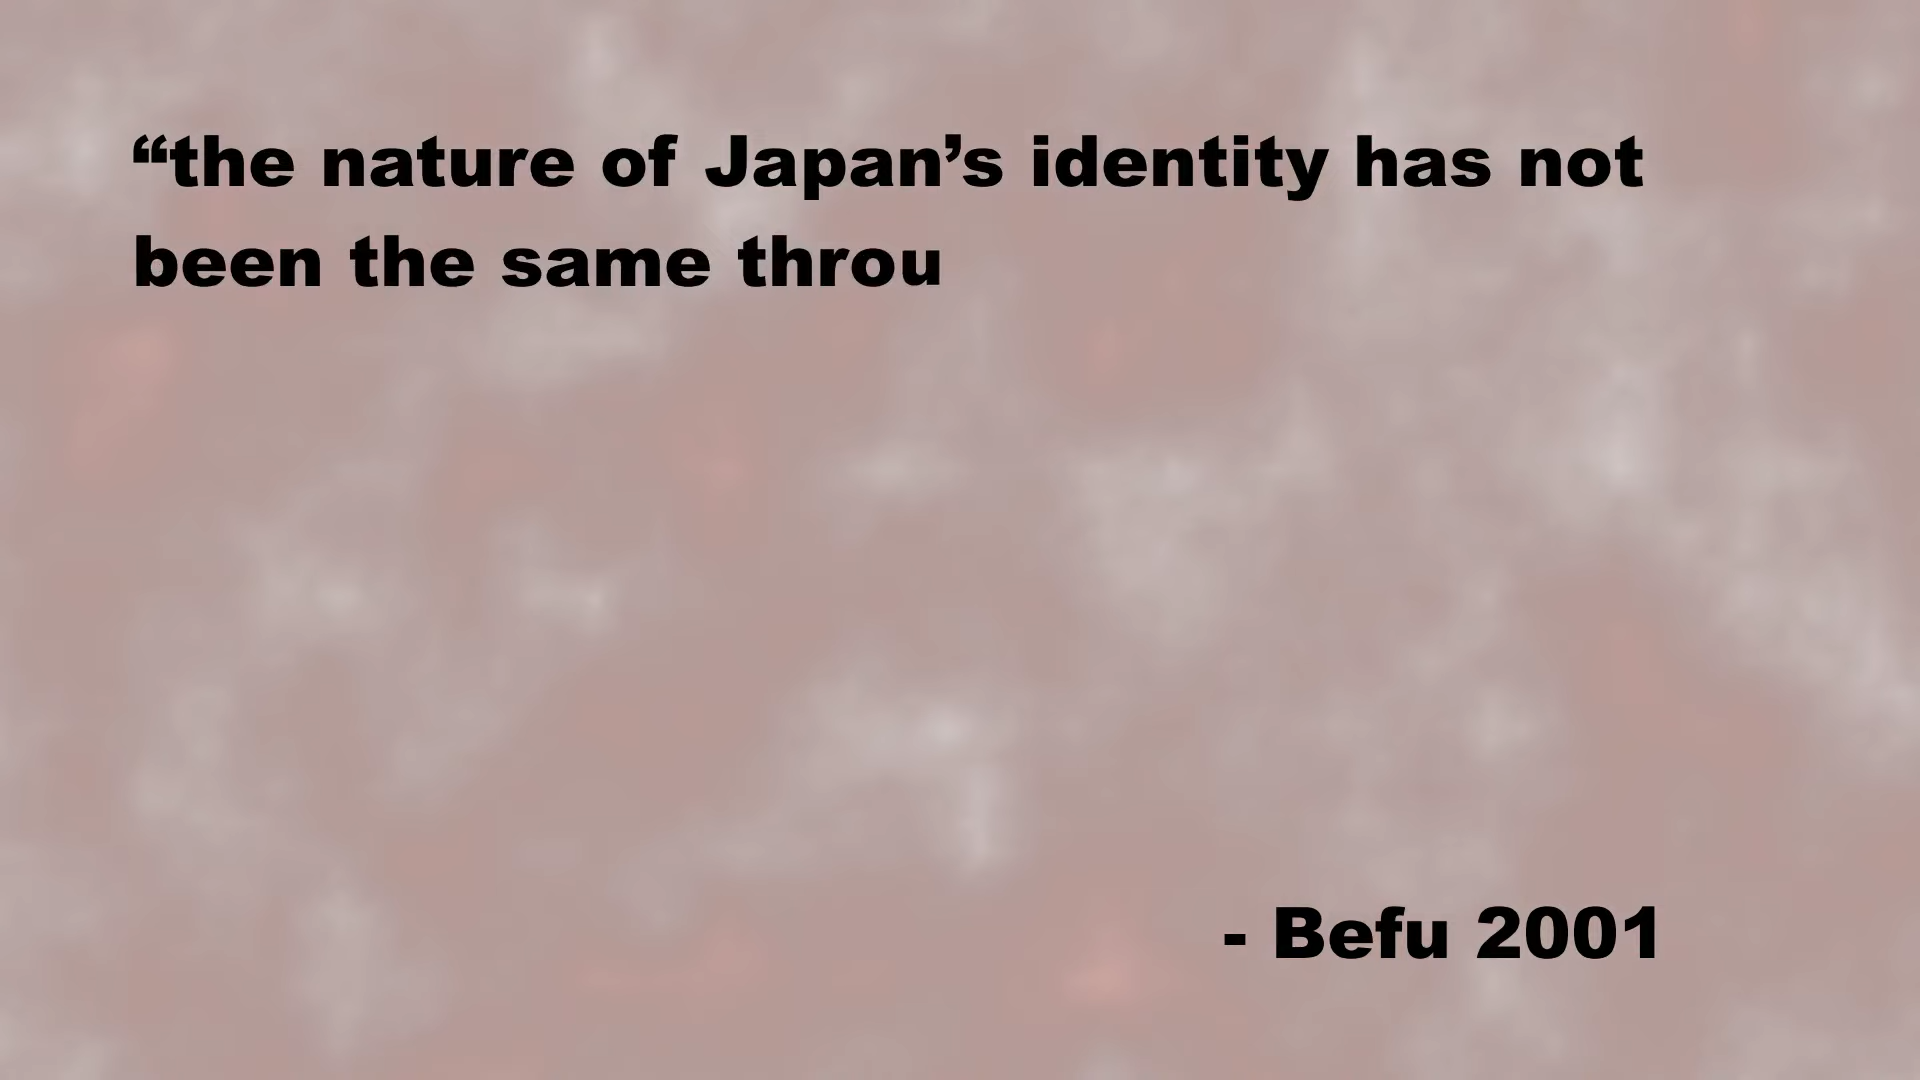 “the nature of Japan’s identity has not
been the same throu
- Befu 2001